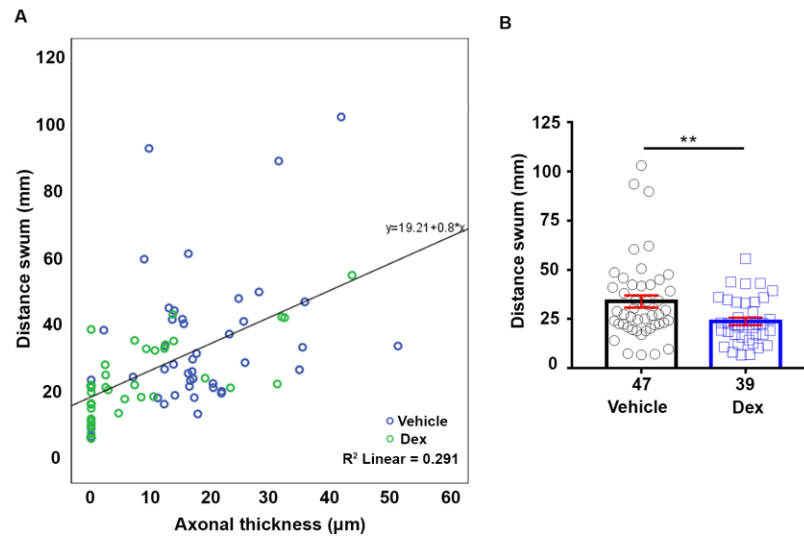 A
120
100
80
60
40
20
0
Distance swum (mm)
y=19.21+0.8*x
Vehicle
Dex
R² Linear = 0.291
0 10 20 30 40 50 60
Axonal thickness (μm)
B
125
100
75
50
25
0
Distance swum (mm)
**
47 39
Vehicle Dex